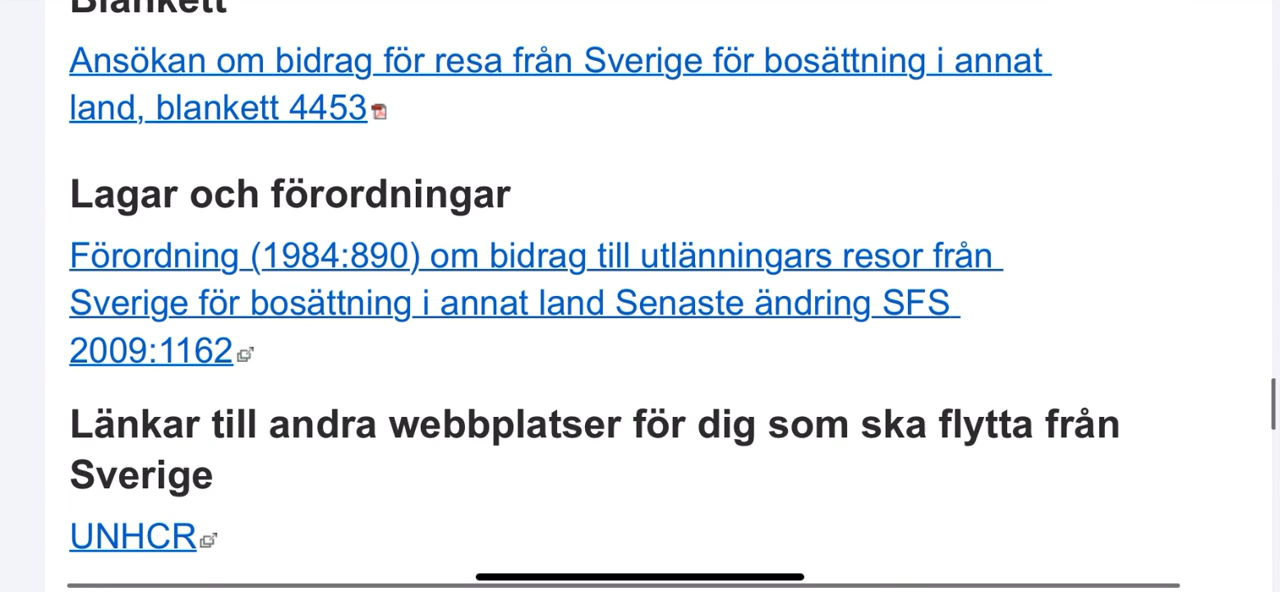 Blankett
Ansökan om bidrag för resa från Sverige för bosättning i annat
land, blankett 4453
Lagar och förordningar
Förordning (1984:890) om bidrag till utlänningars resor från
Sverige för bosättning i annat land Senaste ändring SFS
2009:1162
Länkar till andra webbplatser för dig som ska flytta från
Sverige
UNHCR